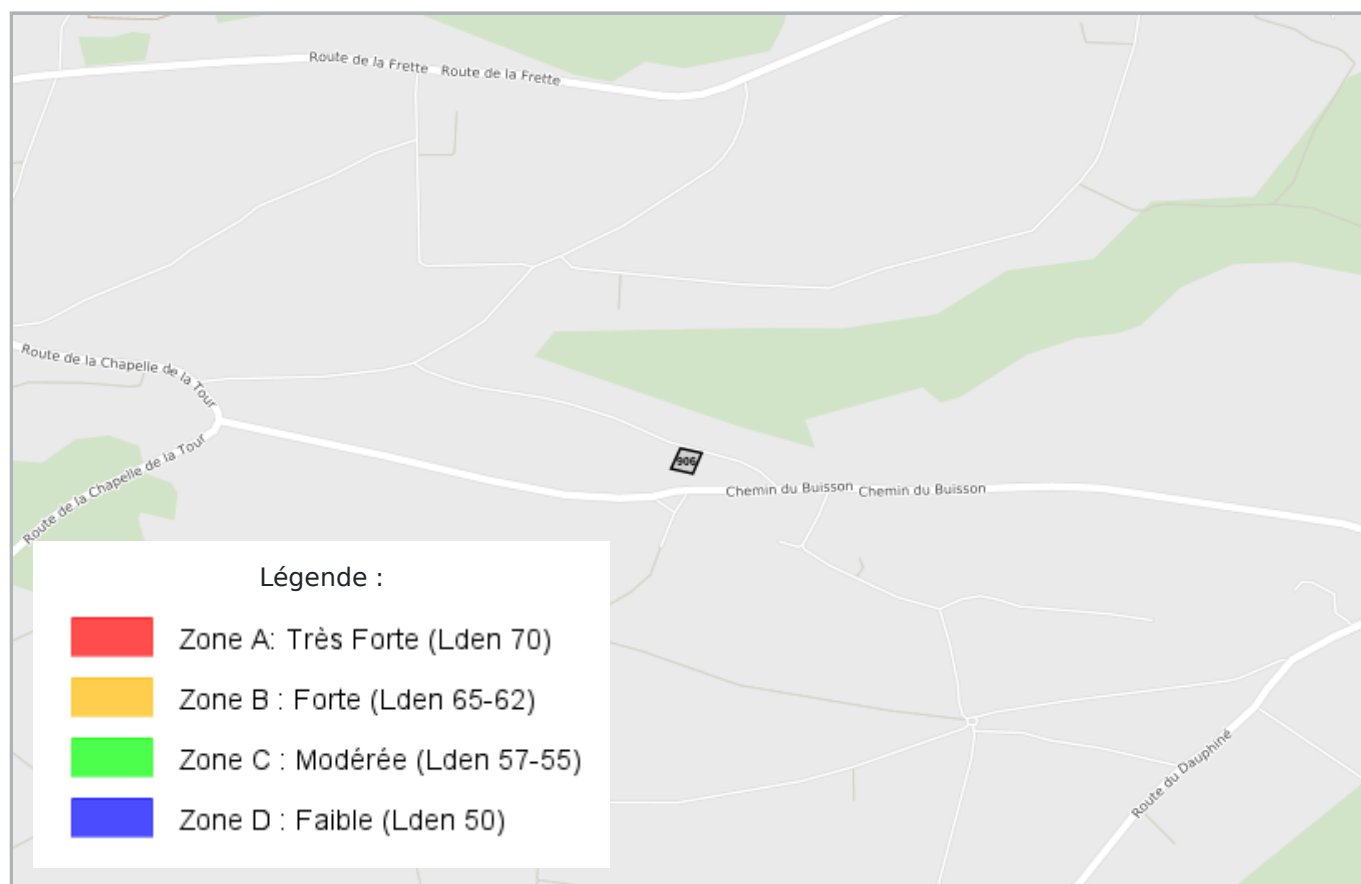 Route de la Frette
Route de la Frette
Route de la Chapelle de la Tour
Route de la Chapelle de la Tour
906
Chemin du Buisson
Chemin du Buisson
Route du Dauphiné
Légende :
Zone A: Très Forte (Lden 70)
Zone B : Forte (Lden 65-62)
Zone C : Modérée (Lden 57-55)
Zone D : Faible (Lden 50)